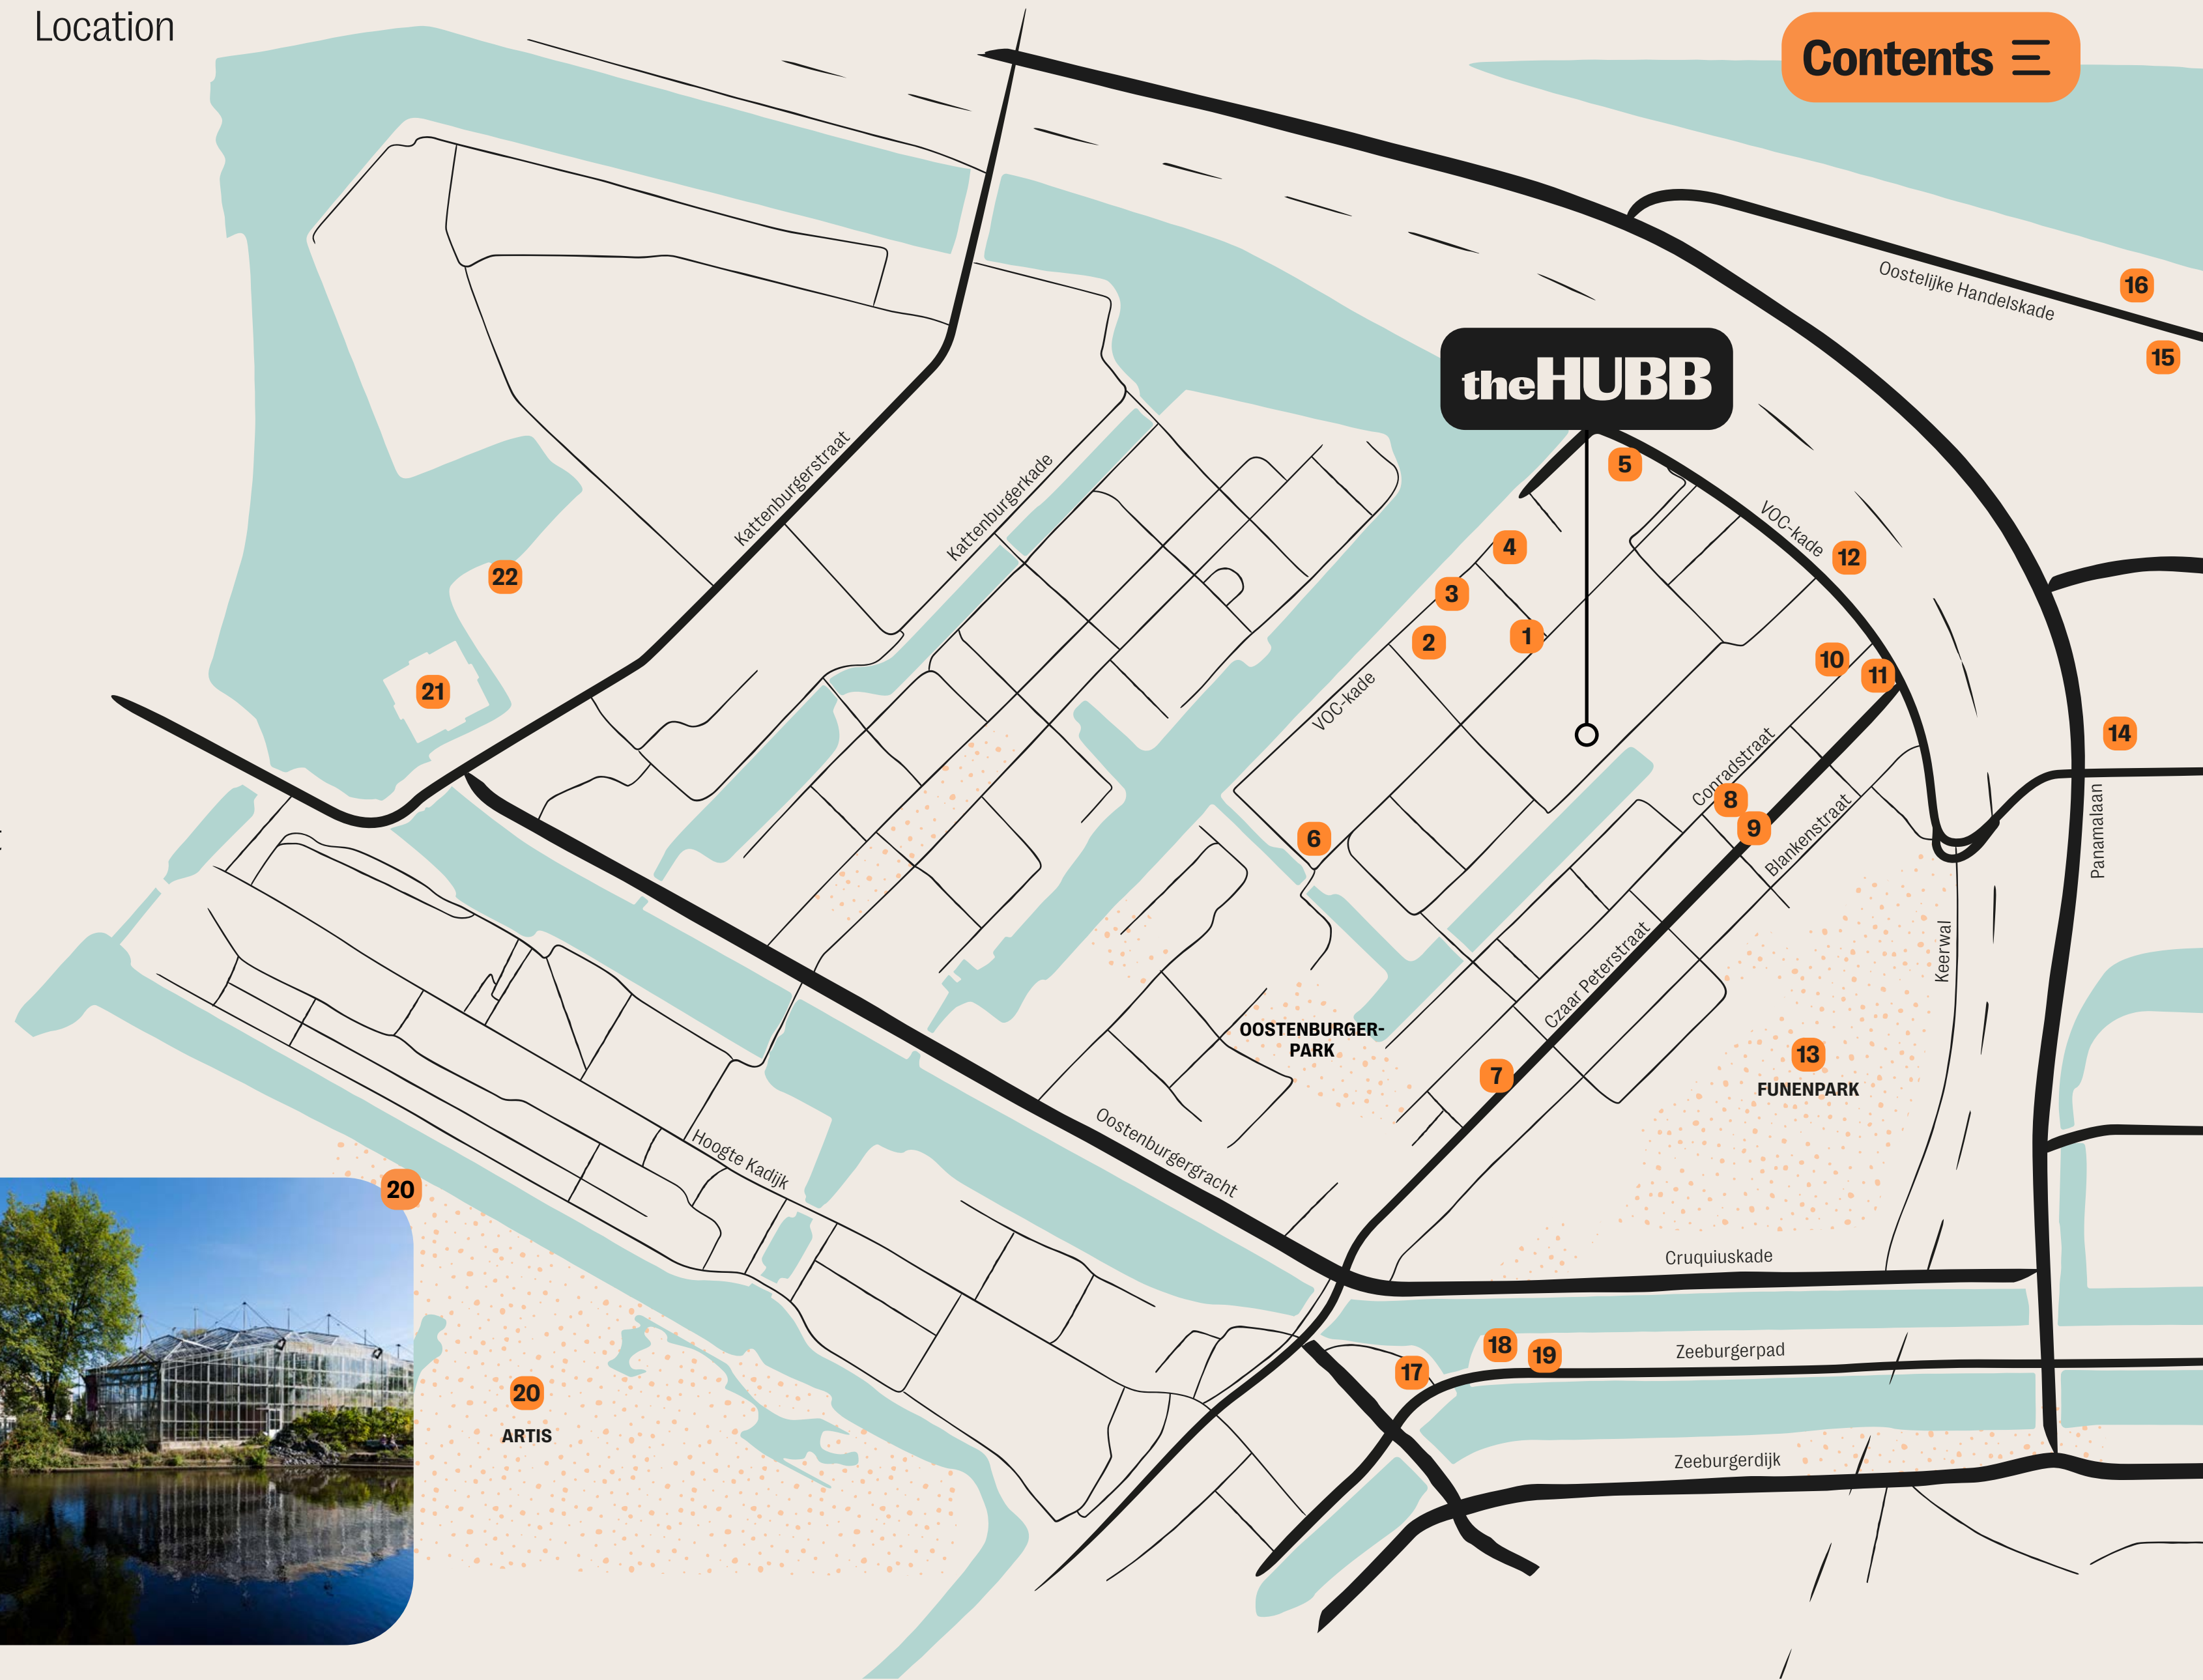 Location
Contents
Oostelijke Handelskade
16
15
theHUBB
5
Kattenburgerstraat
Kattenburgerkade
VOC-kade
12
4
3
2
1
22
21
10
11
14
VOC-kade
Conradstraat
8
9
Blankenstraat
Panamalaan
6
Keerwal
Czaar Peterstraat
OOSTENBURGER-
PARK
7
13
FUNENPARK
Oostenburgergracht
Hoogte Kadijk
20
Cruquiuskade
18
19
17
Zeeburgerpad
20
ARTIS
Zeeburgerdijk